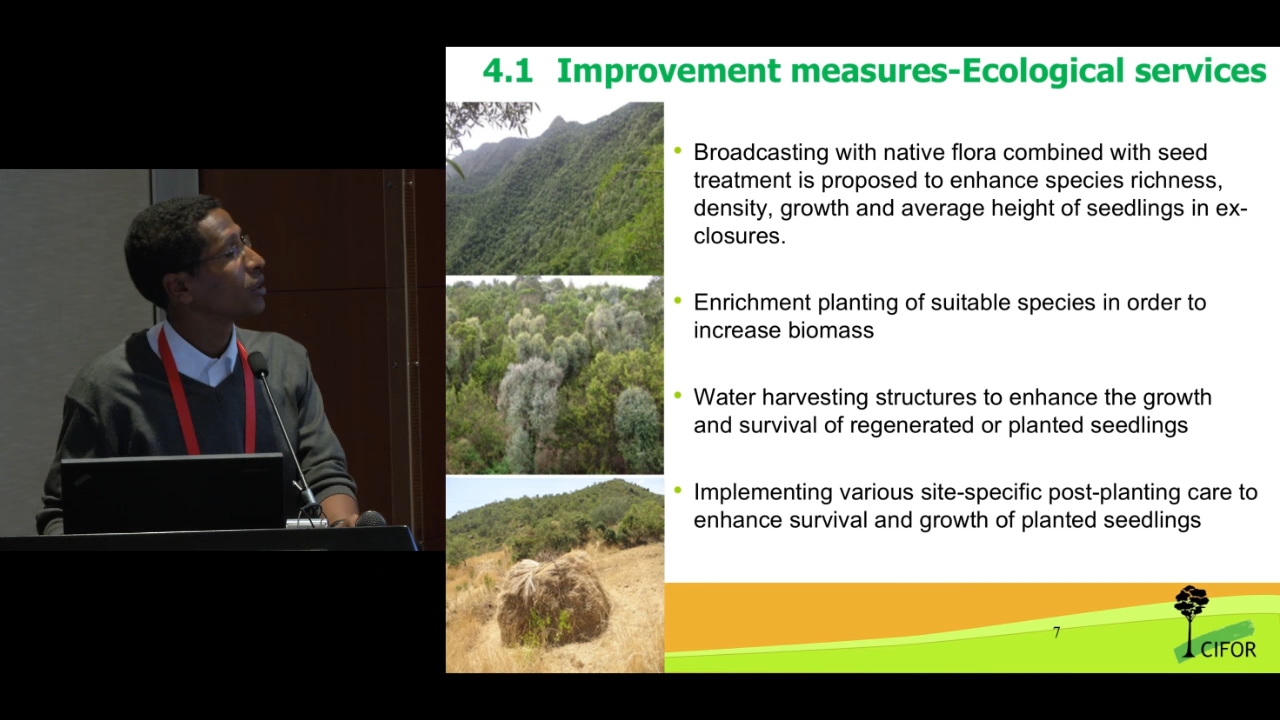 4.1 Improvement measures-Ecological services
• Broadcasting with native flora combined with seed
treatment is proposed to enhance species richness,
density, growth and average height of seedlings in ex-
closures.
• Enrichment planting of suitable species in order to
increase biomass
• Water harvesting structures to enhance the growth
and survival of regenerated or planted seedlings
• Implementing various site-specific post-planting care to
enhance survival and growth of planted seedlings
7
CIFOR